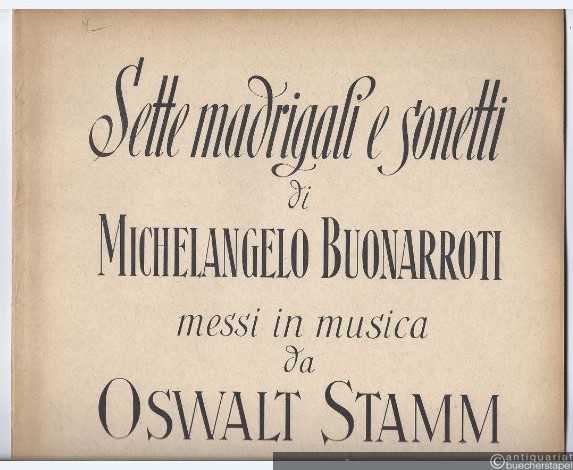 Sette madrigali e sonetti
di
MICHELANGELO BUONARROTI
messi in musica
da
OSWALT STAMM
©antiquariat
buecherstapel